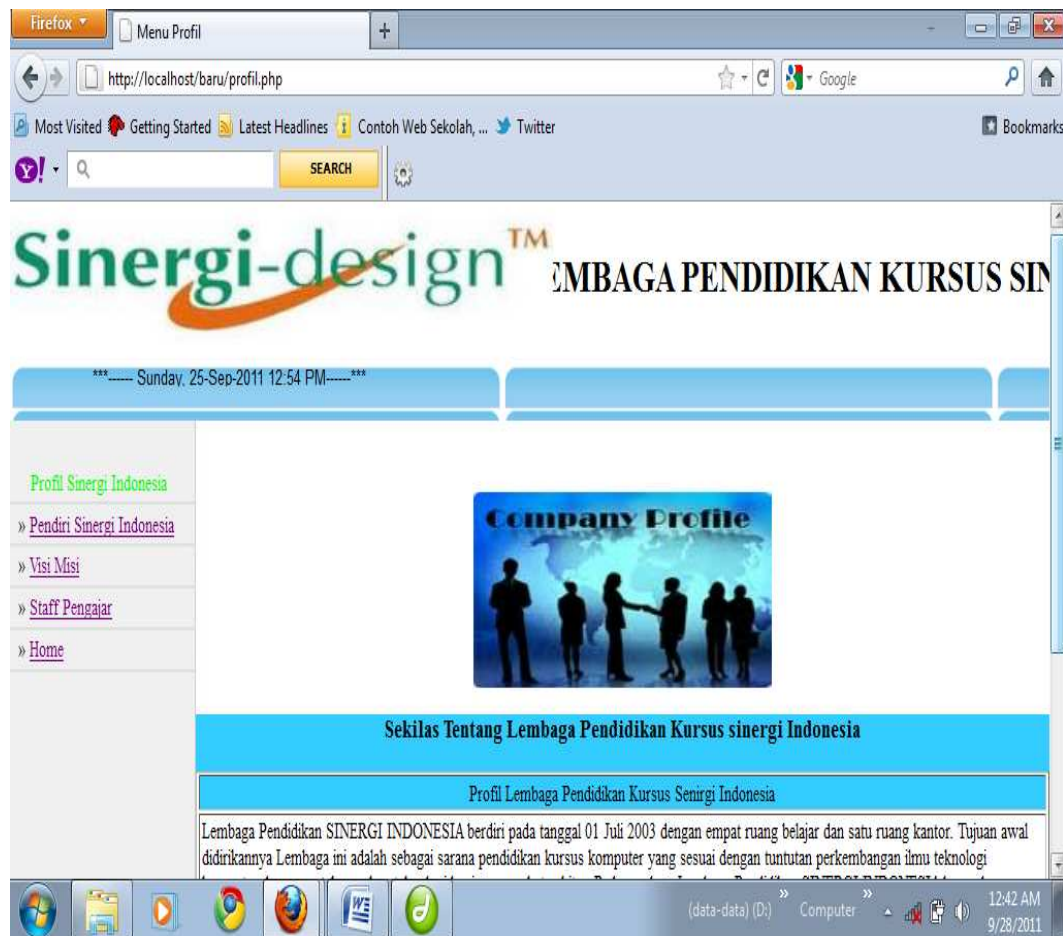 Firefox
Menu Profil
http://localhost/baru/profil.php
Google
Most Visited Getting Started Latest Headlines Contoh Web Sekolah, ... Twitter Bookmarks
Y! SEARCH
Sinergi-design™
EMBAGA PENDIDIKAN KURSUS SIN
***------ Sunday, 25-Sep-2011 12:54 PM------***
Profil Sinergi Indonesia
» Pendiri Sinergi Indonesia
» Visi Misi
» Staff Pengajar
» Home
Company Profile
Sekilas Tentang Lembaga Pendidikan Kursus sinergi Indonesia
Profil Lembaga Pendidikan Kursus Senirgi Indonesia
Lembaga Pendidikan SINERGI INDONESIA berdiri pada tanggal 01 Juli 2003 dengan empat ruang belajar dan satu ruang kantor. Tujuan awal
didirikannya Lembaga ini adalah sebagai sarana pendidikan kursus komputer yang sesuai dengan tuntutan perkembangan ilmu teknologi
(data-data) (D:) » Computer »
12:42 AM
9/28/2011